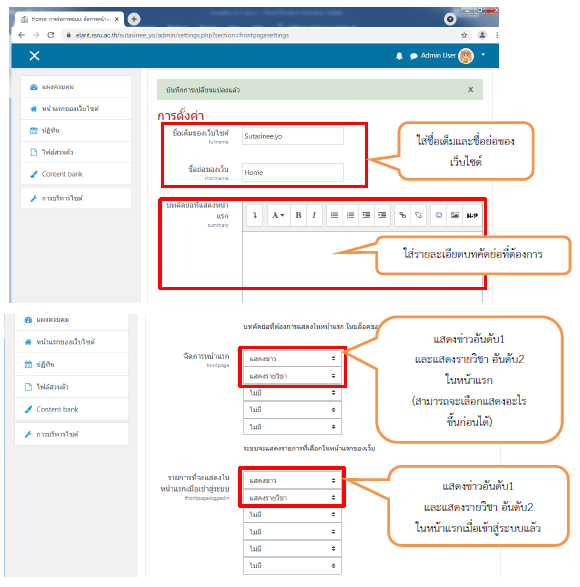 Home: การจัดการระบบ: จัดการหน้าแ
elarit.ssru.ac.th/sutasinee_yo/admin/settings.php?section=frontpagesettings
Admin User
แผงควบคุม
หน้าแรกของเว็บไซต์
ปฏิทิน
ไฟล์ส่วนตัว
Content bank
การบริหารไซต์
บันทึกการเปลี่ยนแปลงแล้ว
การตั้งค่า
ชื่อเต็มของเว็บไซต์
fullname
Sutasinee.yo
ชื่อย่อของเว็บ
shortname
Home
บทคัดย่อที่แสดงหน้า
แรก
summary
ใส่ชื่อเต็มและชื่อย่อของ
เว็บไซต์
ใส่รายละเอียดบทคัดย่อที่ต้องการ
แผงควบคุม
หน้าแรกของเว็บไซต์
ปฏิทิน
ไฟล์ส่วนตัว
Content bank
การบริหารไซต์
บทคัดย่อที่ต้องการแสดงในหน้าแรก ในบล็อคขอ
จัดการหน้าแรก
frontpage
แสดงข่าว
แสดงรายวิชา
ไม่มี
ไม่มี
ไม่มี
ระบบจะแสดงรายการที่เลือกในหน้าแรกของเว็บ
รายการที่จะแสดงใน
หน้าแรกเมื่อเข้าสู่ระบบ
frontpageloggedin
แสดงข่าว
แสดงรายวิชา
ไม่มี
ไม่มี
ไม่มี
ไม่มี
แสดงข่าวอันดับ1
และแสดงรายวิชา อันดับ2
ในหน้าแรก
(สามารถจะเลือกแสดงอะไร
ขึ้นก่อนได้)
แสดงข่าวอันดับ1
และแสดงรายวิชา อันดับ2
ในหน้าแรกเมื่อเข้าสู่ระบบแล้ว